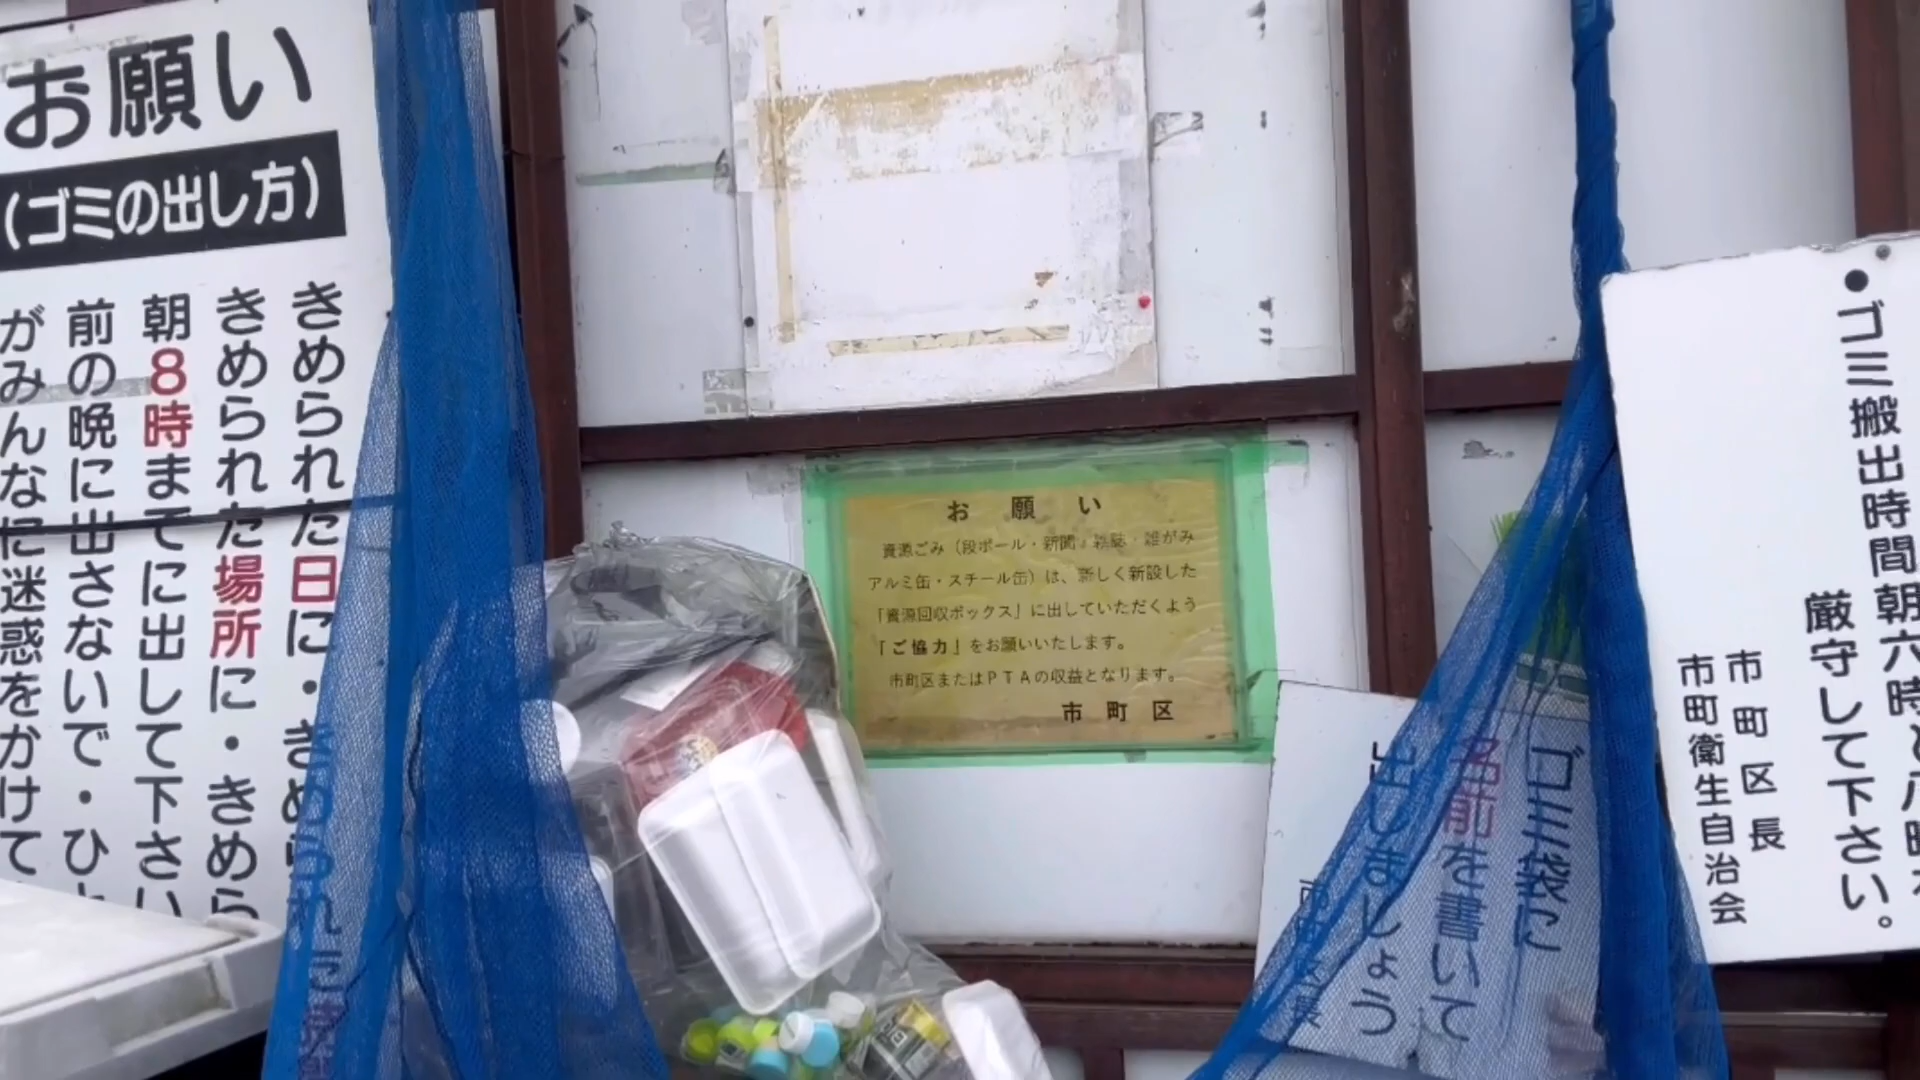 お願い
(ゴミの出し方)
きめられた日に・きめら
きめられた場所に・きめら
朝8時までに出して下さい
前の晩に出さないで・ひ
がみんなに迷惑をかけて
お願い
資源ごみ（段ボール・新聞・雑誌・雑がみ
アルミ缶・スチール缶）は、新しく新設した
「資源回収ボックス」に出していただくよう
「ご協力」をお願いいたします。
市町区またはPTAの収益となります。
市町区
ゴミ袋に
名前を書いて
出しましょう
市町区長
●ゴミ搬出時間朝六時と八時
厳守して下さい。
市町区長
市町衛生自治会